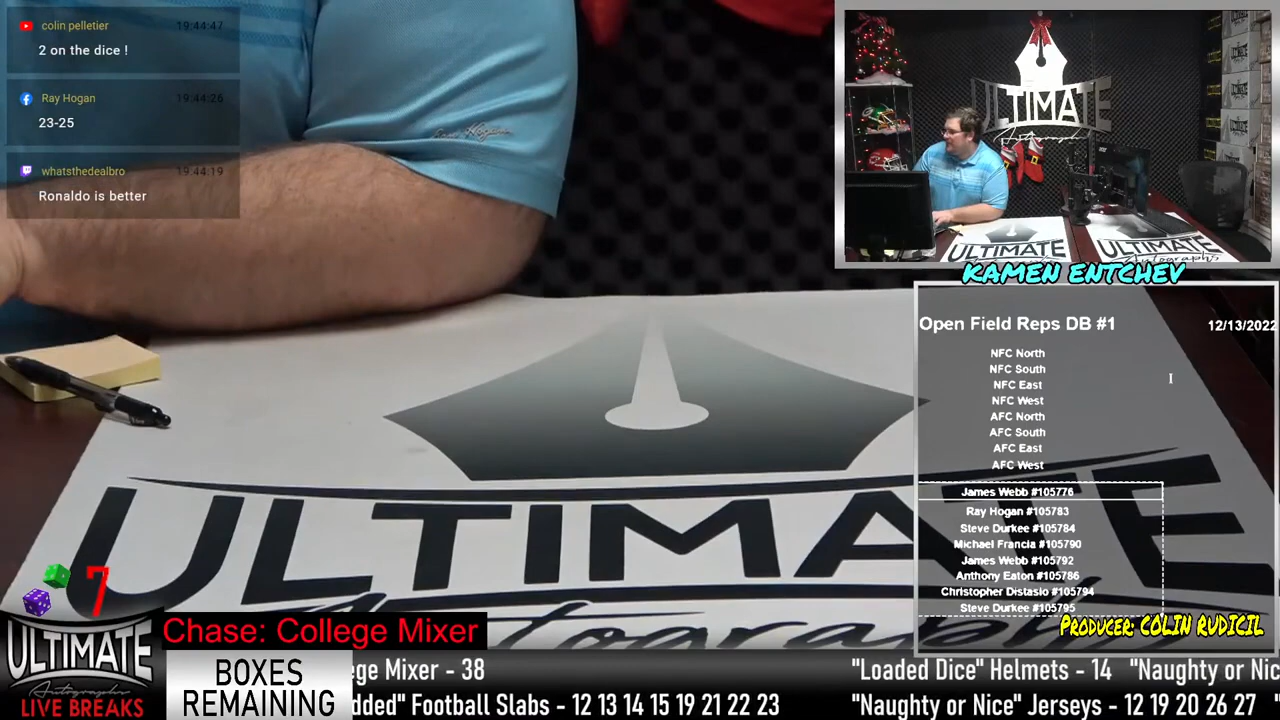 colin pelletier 19:44:47
2 on the dice !
Ray Hogan 19:44:26
23-25
whatsthedealbro 19:44:19
Ronaldo is better
ULTIMATE
Autographs
ULTIMATE
ULTIMATE
Autographs
KAMEN ENTCHEV
Open Field Reps DB #1 12/13/2022
NFC North
NFC South
NFC East
NFC West
AFC North
AFC South
AFC East
AFC West
James Webb #105776
Ray Hogan #105783
Steve Durkee #105784
Michael Francia #105790
James Webb #105792
Anthony Eaton #105786
Christopher Distasio #105794
Steve Durkee #105795
PRODUCER: COLIN RUDICIL
ULTIMATE
Autographs
7
ULTIMATE
Autographs
LIVE BREAKS
Chase: College Mixer
BOXES
REMAINING
ege Mixer - 38 "Loaded Dice" Helmets - 14 "Naughty or Nic
dded" Football Slabs - 12 13 14 15 19 21 22 23 "Naughty or Nice" Jerseys - 12 19 20 26 27